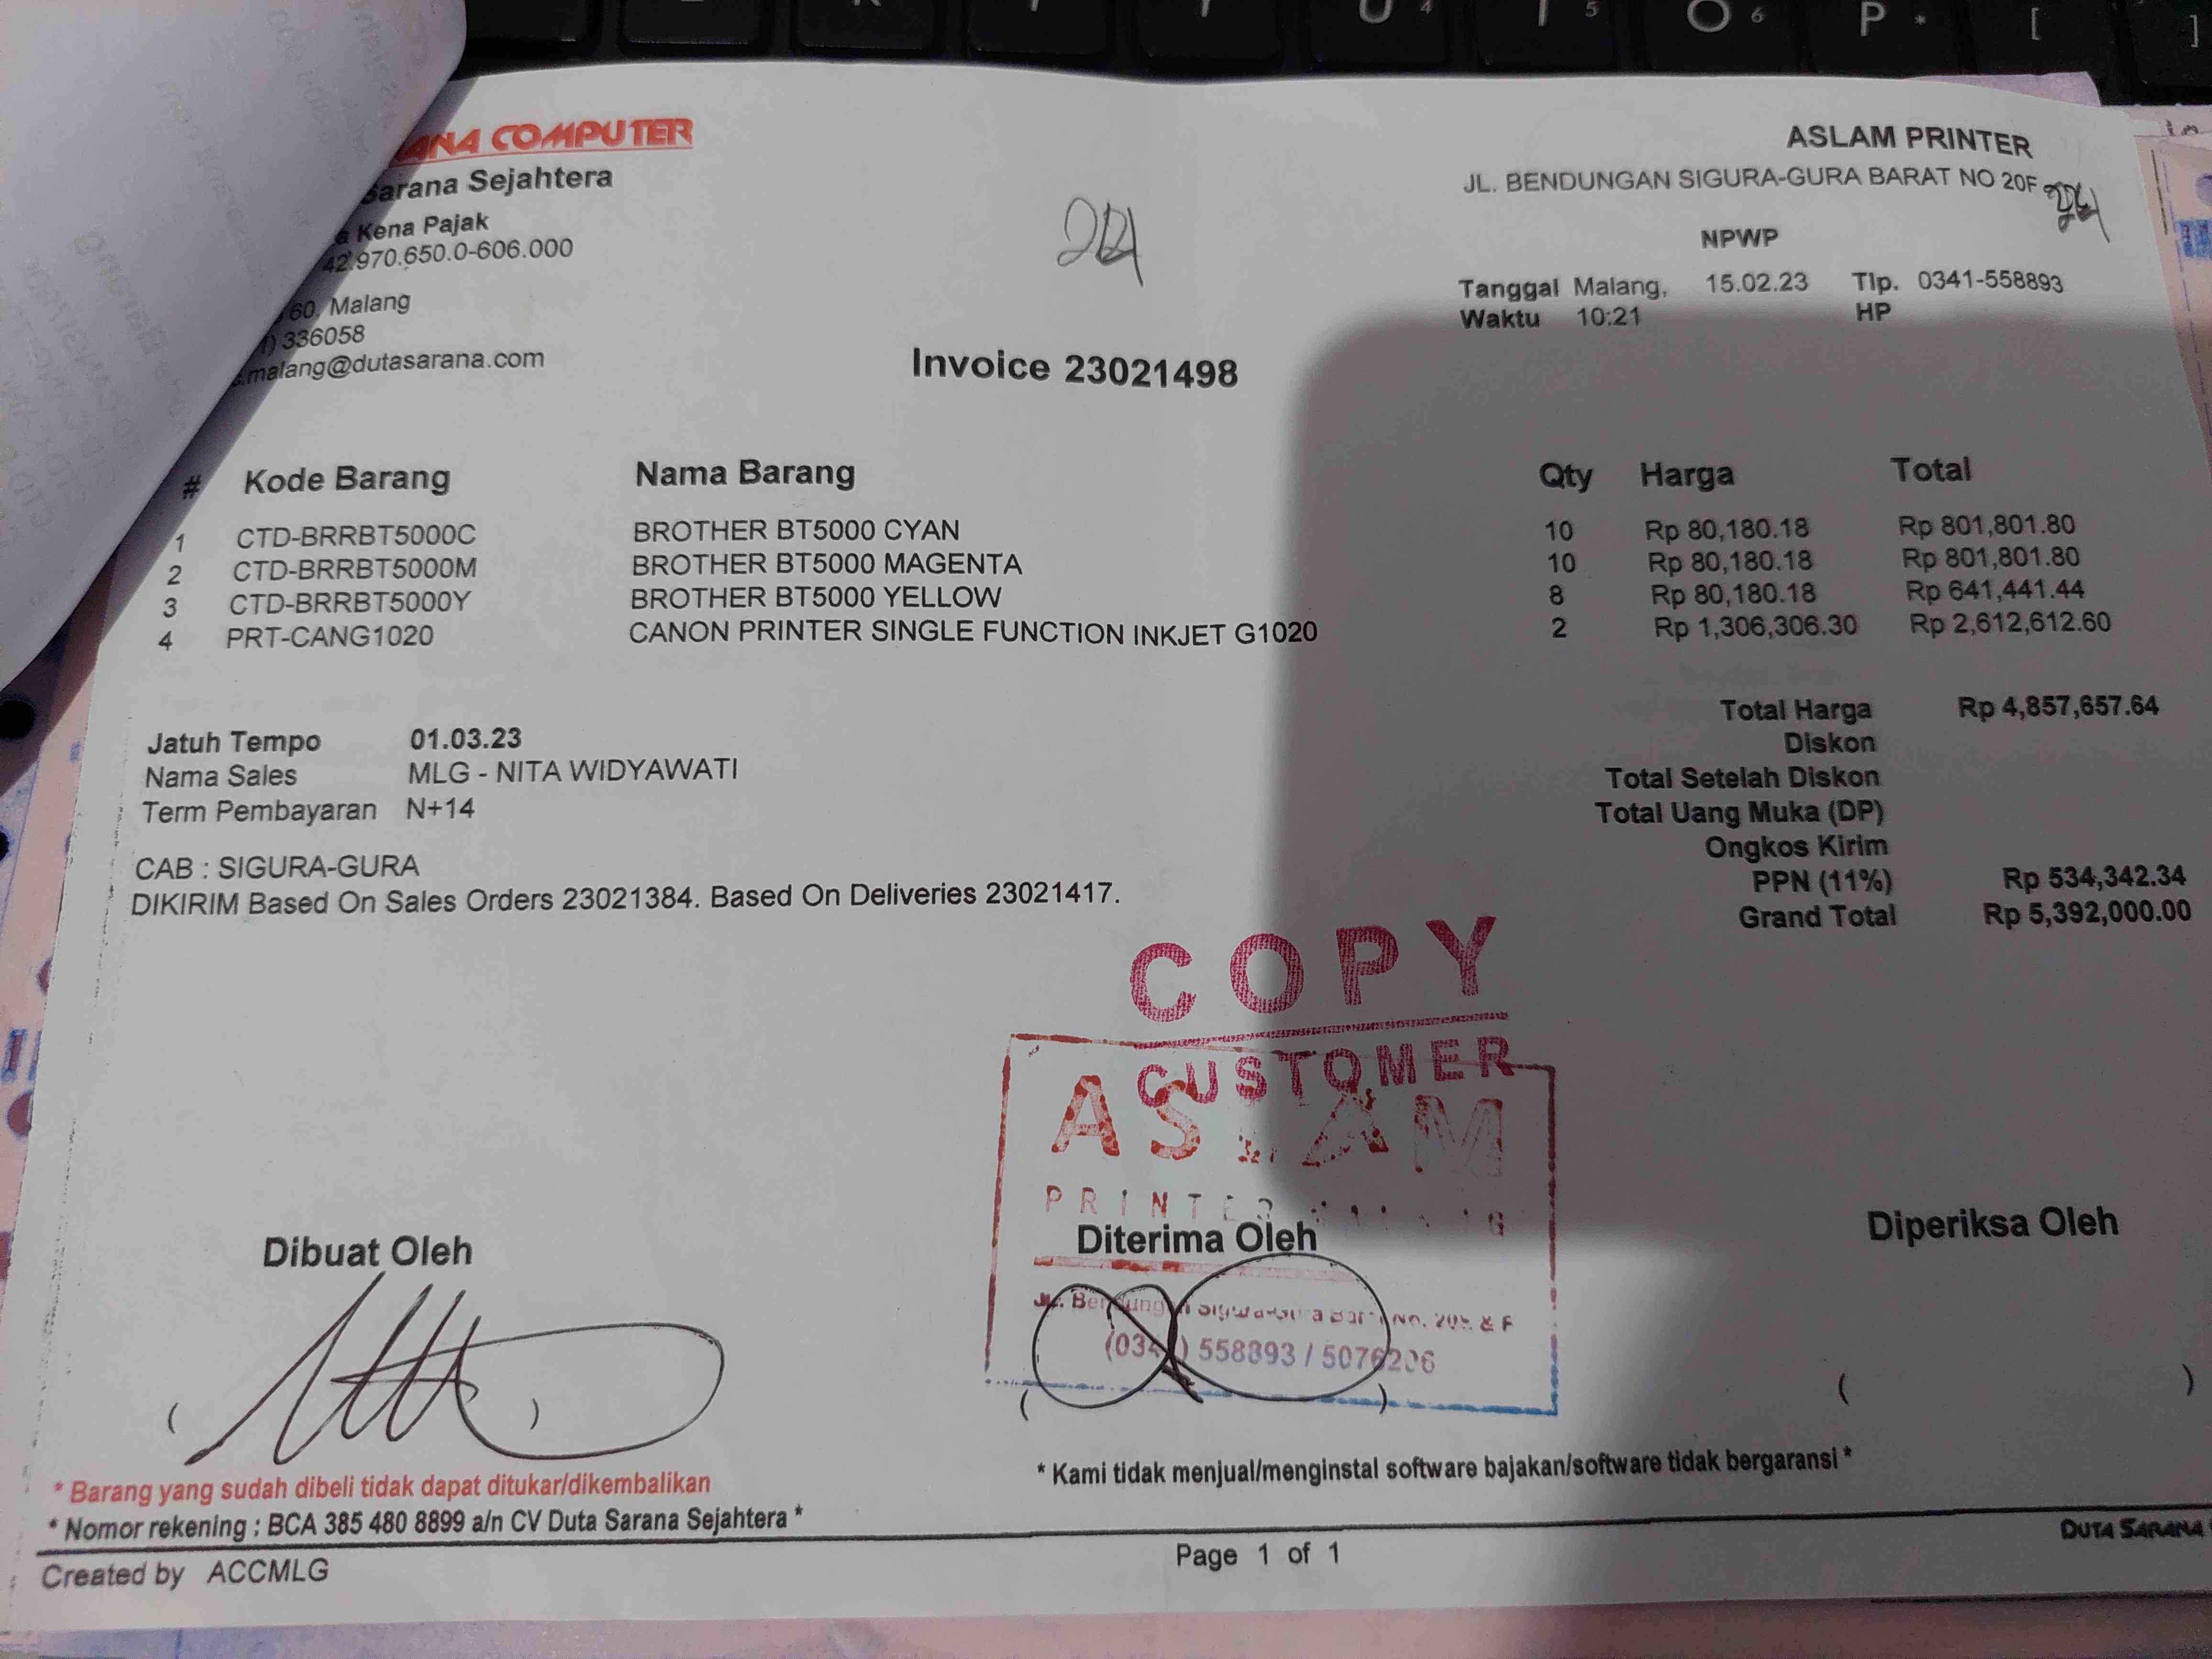 COMPUTER
Sarana Sejahtera
Kena Pajak
42.970.650.0-606.000
60, Malang
336058
malang@dutasarana.com
ASLAM PRINTER
JL. BENDUNGAN SIGURA-GURA BARAT NO 20F
NPWP
Tanggal Malang, 15.02.23 Tlp. 0341-558893
Waktu 10:21 HP
Invoice 23021498
# Kode Barang Nama Barang Qty Harga Total
1 CTD-BRRBT5000C BROTHER BT5000 CYAN 10 Rp 80,180.18 Rp 801,801.80
2 CTD-BRRBT5000M BROTHER BT5000 MAGENTA 10 Rp 80,180.18 Rp 801,801.80
3 CTD-BRRBT5000Y BROTHER BT5000 YELLOW 8 Rp 80,180.18 Rp 641,441.44
4 PRT-CANG1020 CANON PRINTER SINGLE FUNCTION INKJET G1020 2 Rp 1,306,306.30 Rp 2,612,612.60
Jatuh Tempo 01.03.23
Nama Sales MLG - NITA WIDYAWATI
Term Pembayaran N+14
CAB : SIGURA-GURA
DIKIRIM Based On Sales Orders 23021384. Based On Deliveries 23021417.
Total Harga Rp 4,857,657.64
Diskon
Total Setelah Diskon
Total Uang Muka (DP)
Ongkos Kirim
PPN (11%) Rp 534,342.34
Grand Total Rp 5,392,000.00
COPY
CUSTOMER
ASLAM
PRINTER
Dibuat Oleh Diterima Oleh Diperiksa Oleh
558893 /
( ) ( ) ( )
* Barang yang sudah dibeli tidak dapat ditukar/dikembalikan
* Kami tidak menjual/menginstal software bajakan/software tidak bergaransi *
* Nomor rekening : BCA 385 480 8899 a/n CV Duta Sarana Sejahtera *
DUTA SARANA
Created by ACCMLG
Page 1 of 1